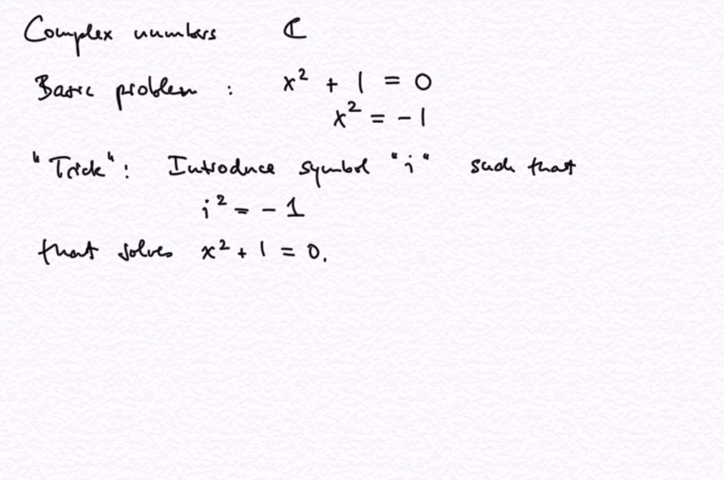 Complex numbers ℂ
Basic problem : x² + 1 = 0
x² = -1
"Trick": Introduce symbol "i" such that
i² = -1
that solves x² + 1 = 0.